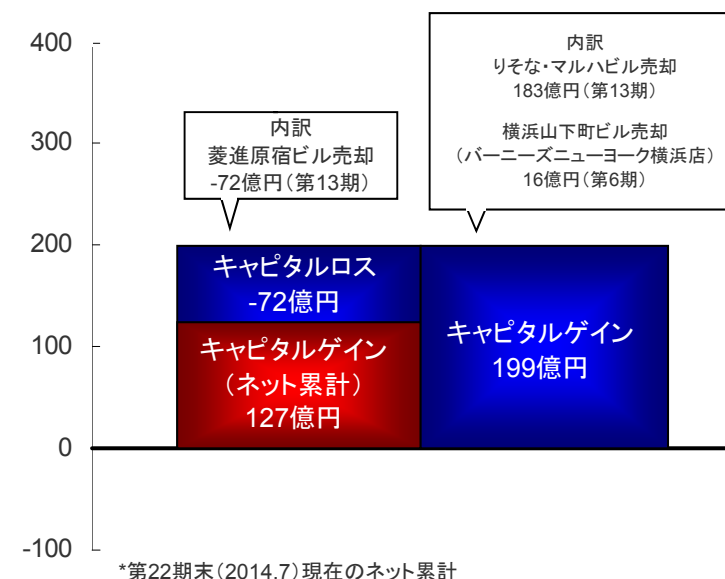 400
300
200
100
0
-100
内訳
菱進原宿ビル売却
-72億円(第13期)
内訳
りそな・マルハビル売却
183億円(第13期)
横浜山下町ビル売却
(バーニーズニューヨーク横浜店)
16億円(第6期)
キャピタルロス
-72億円
キャピタルゲイン
(ネット累計)
127億円
キャピタルゲイン
199億円
*第22期末(2014.7)現在のネット累計